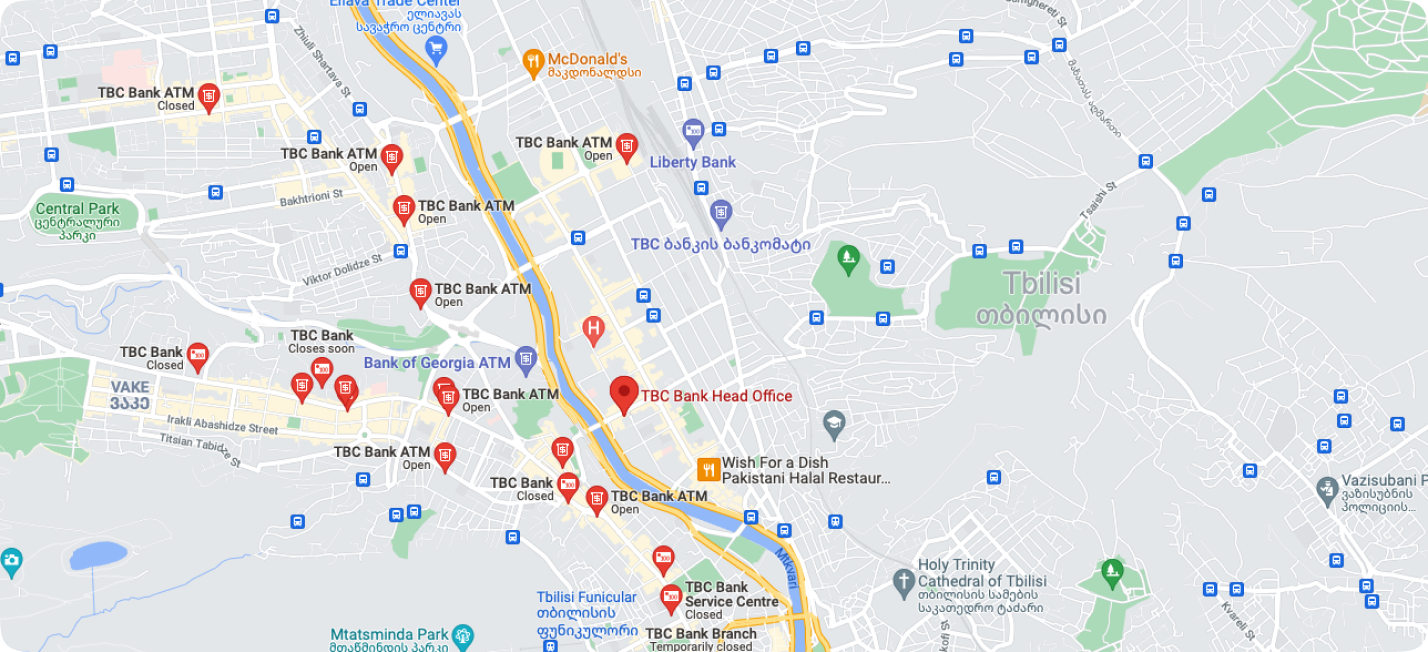 Eliava Trade Center
ელიავას
სავაჭრო ცენტრი
Zhiuli Shartava St
McDonald's
მაკდონალდსი
TBC Bank ATM
Closed
TBC Bank ATM
Open
TBC Bank ATM
Open
Liberty Bank
Tsaishi St
Bakhtrioni St
Central Park
ცენტრალური
პარკი
TBC Bank ATM
Open
TBC ბანკის ბანკომატი
Viktor Dolidze St
TBC Bank ATM
Open
Tbilisi
თბილისი
TBC Bank
Closes soon
TBC Bank
Closed
Bank of Georgia ATM
VAKE
ვაკე
TBC Bank ATM
Open
TBC Bank Head Office
Irakli Abashidze Street
Titsian Tabidze St
TBC Bank ATM
Open
Wish For a Dish
Pakistani Halal Restaur...
TBC Bank
Closed
TBC Bank ATM
Open
Vazisubani P
ვაზისუბნის
პოლიციის...
Mtkvari
Holy Trinity
Cathedral of Tbilisi
თბილისის სამების
საკათედრო ტაძარი
TBC Bank
Service Centre
Closed
Tbilisi Funicular
თბილისის
ფუნიკულორი
Kvareli St
Mtatsminda Park
მთაწმინდის პარკი
TBC Bank Branch
Temporarily closed